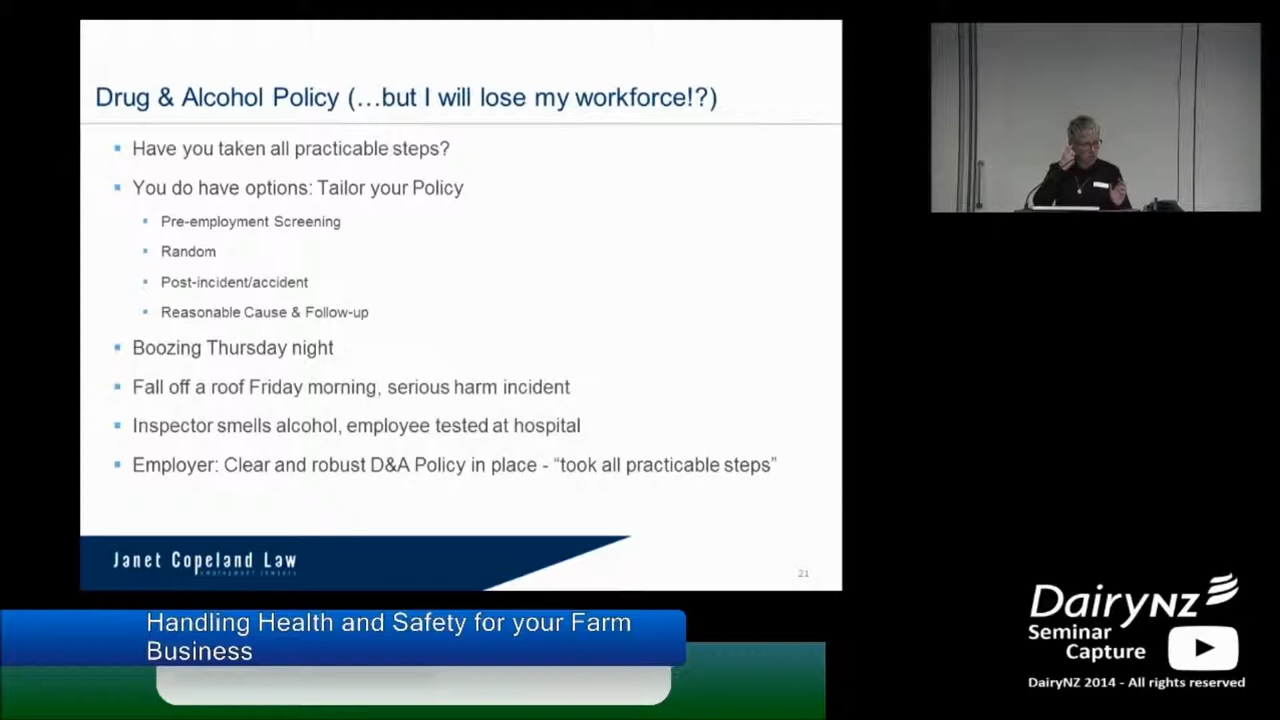 Drug & Alcohol Policy (…but I will lose my workforce!?)
Have you taken all practicable steps?
You do have options: Tailor your Policy
Pre-employment Screening
Random
Post-incident/accident
Reasonable Cause & Follow-up
Boozing Thursday night
Fall off a roof Friday morning, serious harm incident
Inspector smells alcohol, employee tested at hospital
Employer: Clear and robust D&A Policy in place - “took all practicable steps”
Janet Copeland Law
employment lawyers
21
Handling Health and Safety for your Farm
Business
DairyNZ
Seminar
Capture
DairyNZ 2014 - All rights reserved